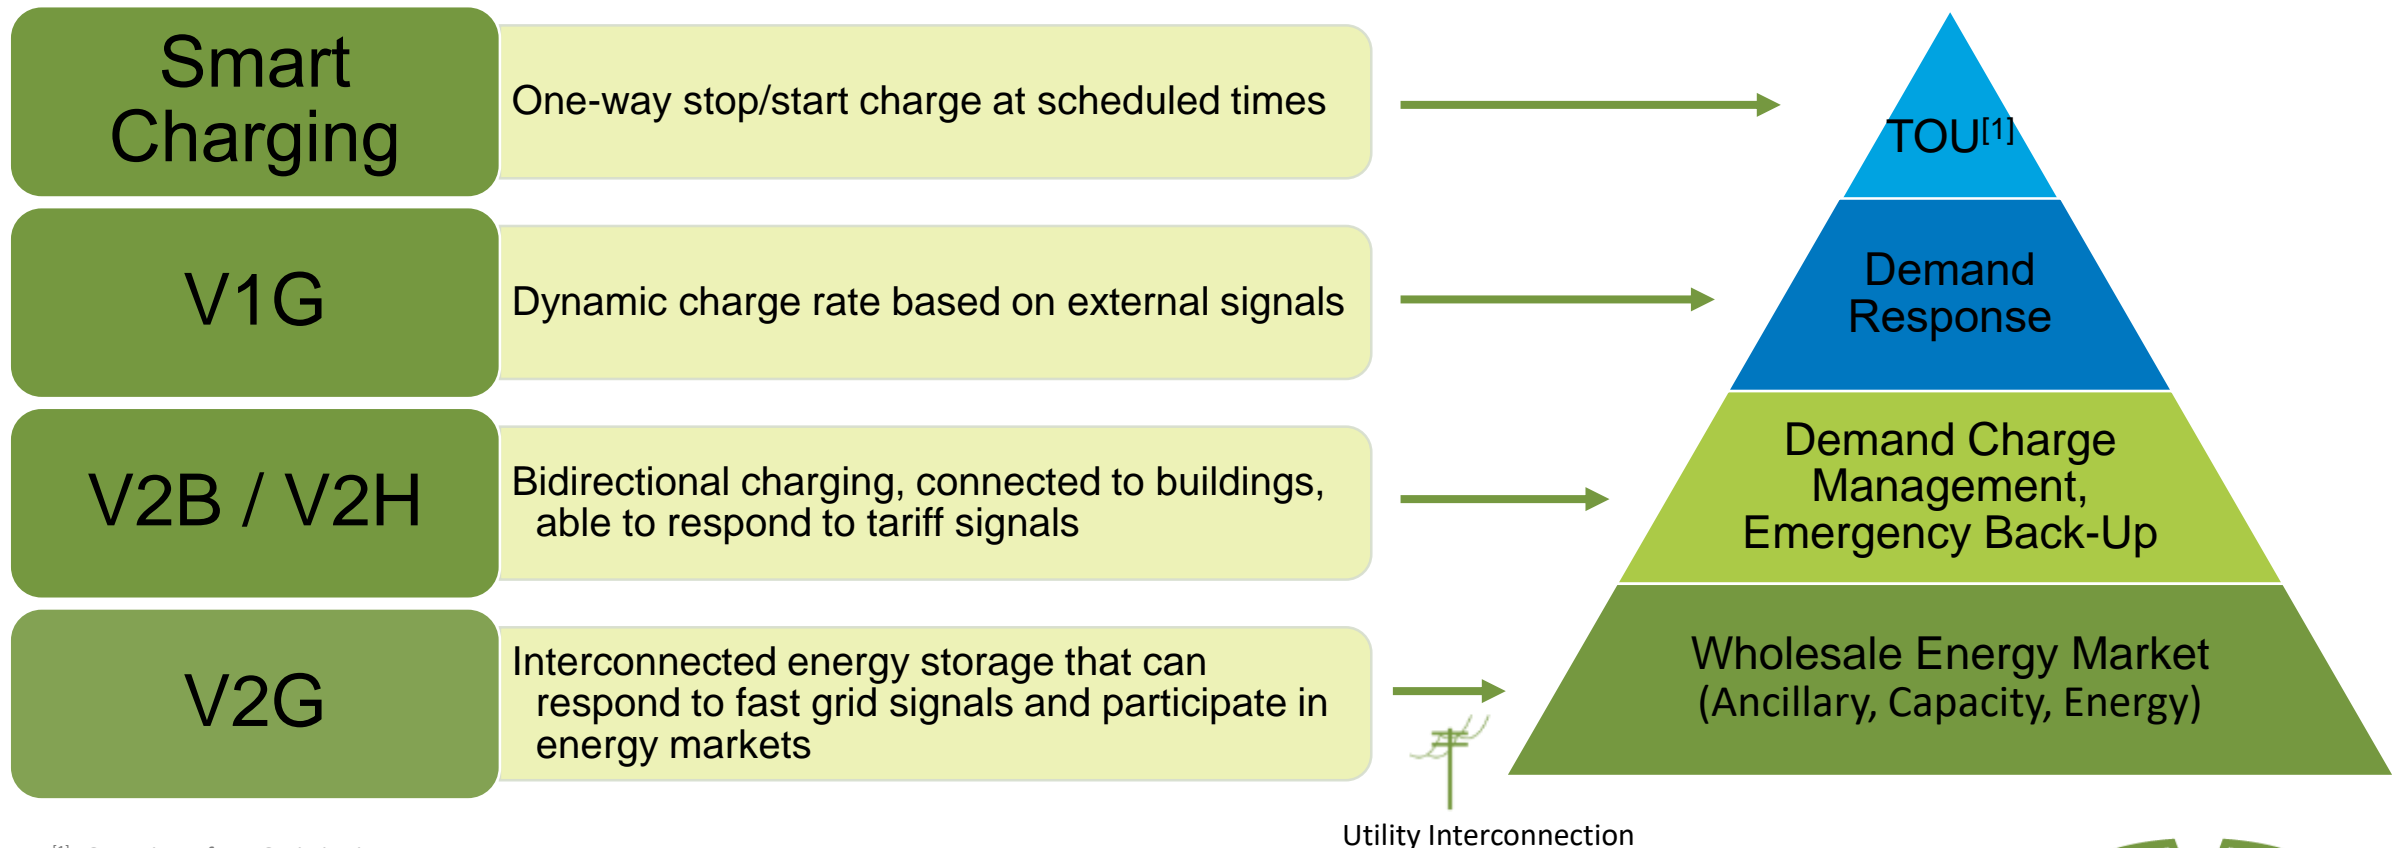 Smart
Charging
One-way stop/start charge at scheduled times
TOU[1]
V1G
Dynamic charge rate based on external signals
Demand
Response
V2B / V2H
Bidirectional charging, connected to buildings,
able to respond to tariff signals
Demand Charge
Management,
Emergency Back-Up
V2G
Interconnected energy storage that can
respond to fast grid signals and participate in
energy markets
Wholesale Energy Market
(Ancillary, Capacity, Energy)
Utility Interconnection
[1]